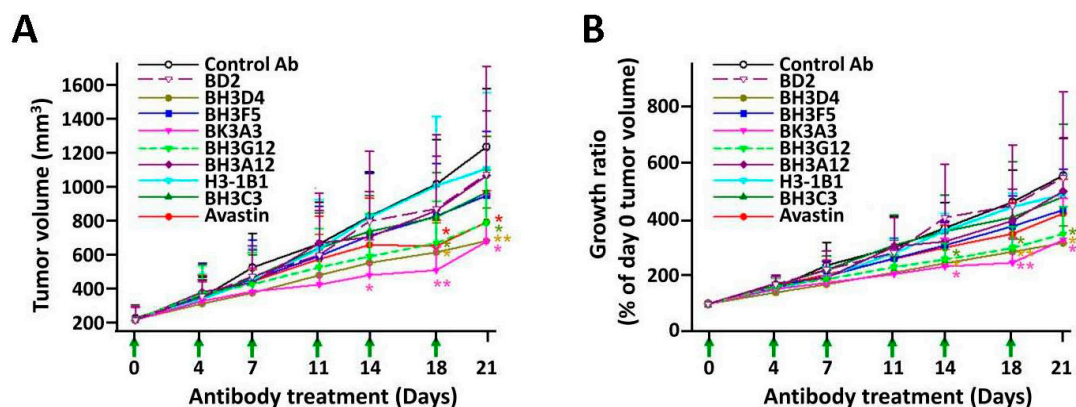 A
Tumor volume (mm³)
1600
1400
1200
1000
800
600
400
200
Control Ab
BD2
BH3D4
BH3F5
BK3A3
BH3G12
BH3A12
H3-1B1
BH3C3
Avastin
*
*
*
*
**
*
*
*
**
0 4 7 11 14 18 21
Antibody treatment (Days)
B
Growth ratio
(% of day 0 tumor volume)
800
600
400
200
0
Control Ab
BD2
BH3D4
BH3F5
BK3A3
BH3G12
BH3A12
H3-1B1
BH3C3
Avastin
*
*
*
*
**
*
*
*
0 4 7 11 14 18 21
Antibody treatment (Days)